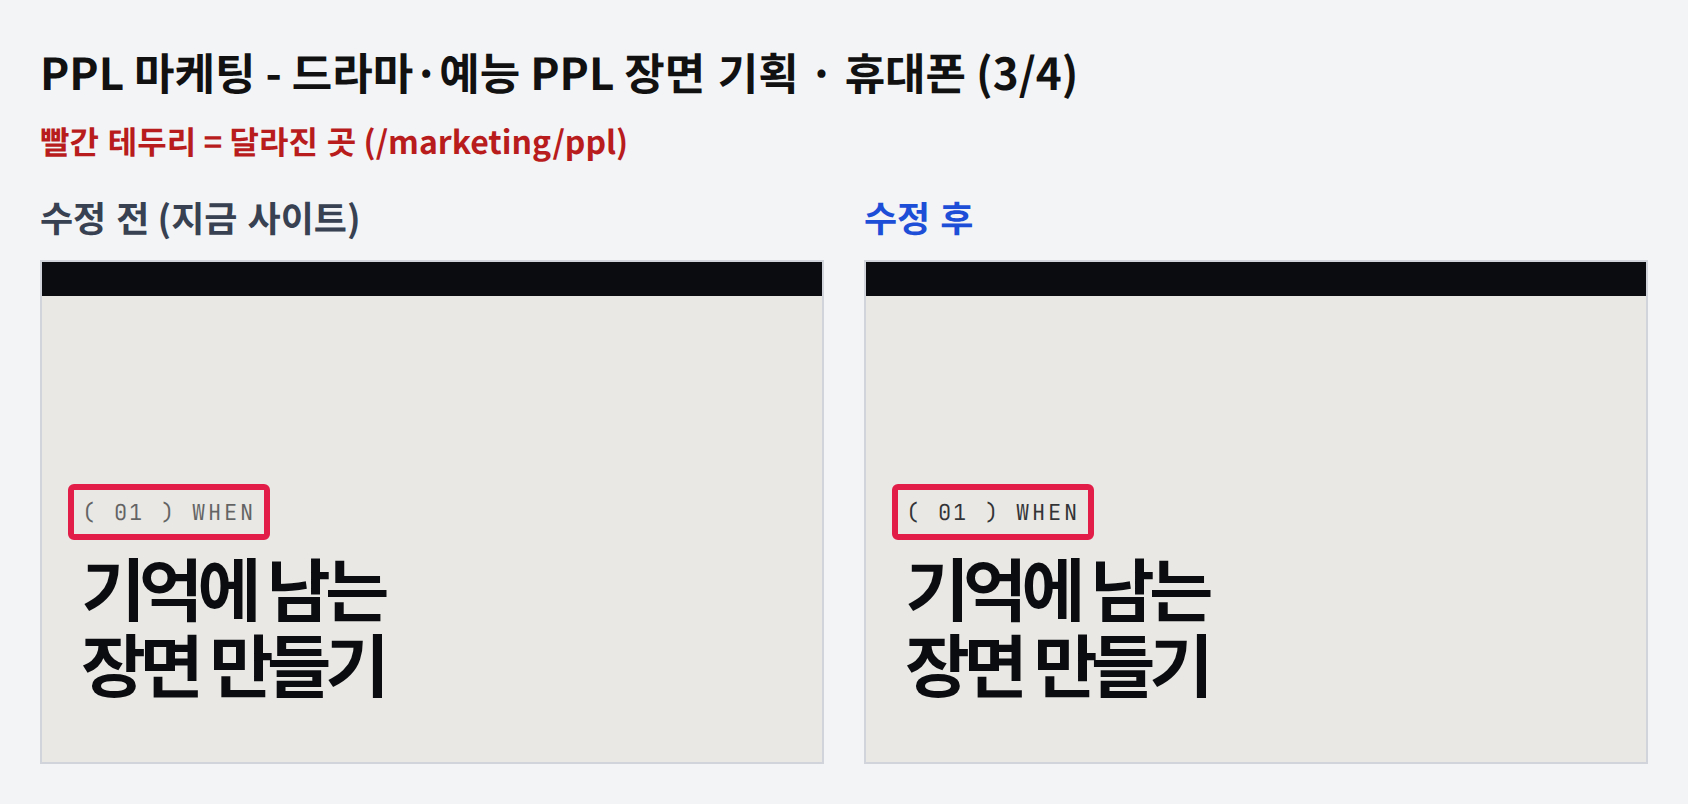 PPL 마케팅 - 드라마·예능 PPL 장면 기획 · 휴대폰 (3/4)
빨간 테두리 = 달라진 곳 (/marketing/ppl)
수정 전 (지금 사이트)
( 01 ) WHEN
기억에 남는
장면 만들기
수정 후
( 01 ) WHEN
기억에 남는
장면 만들기